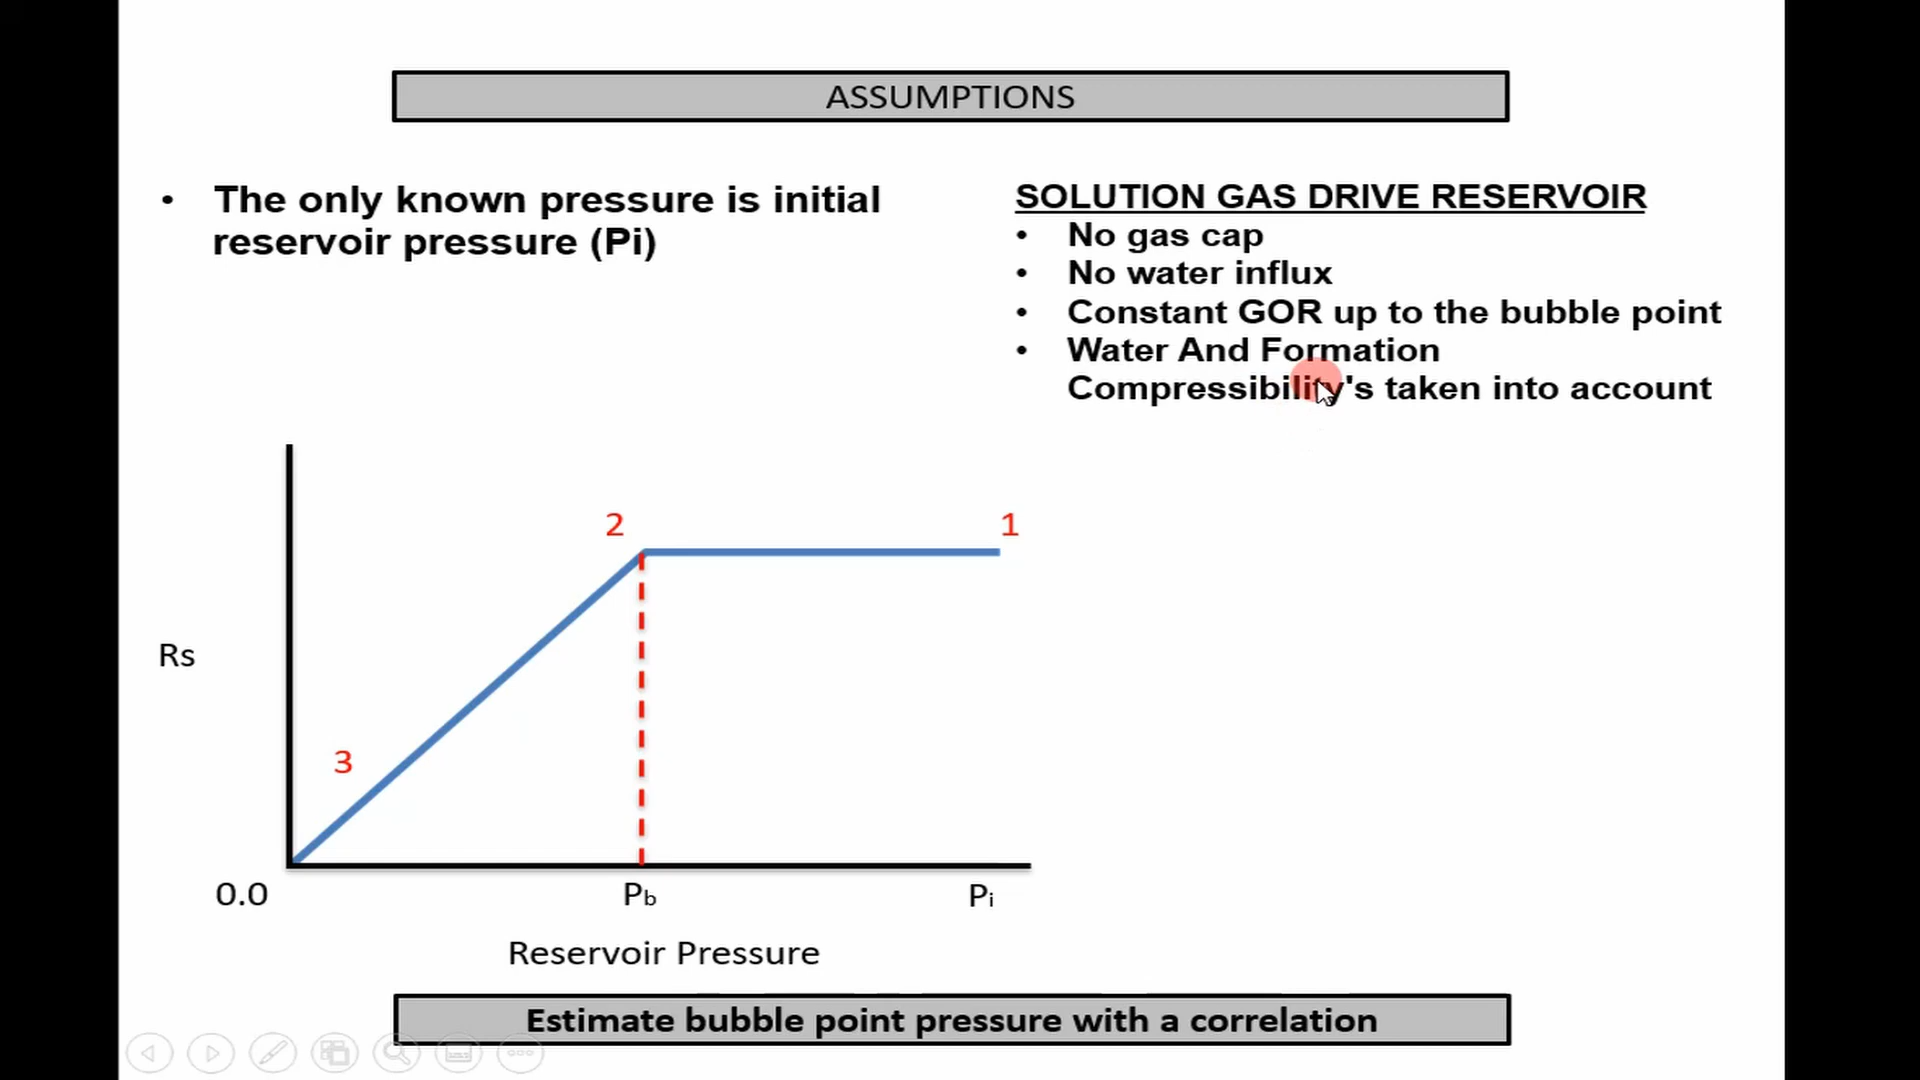 ASSUMPTIONS
• The only known pressure is initial
reservoir pressure (Pi)
SOLUTION GAS DRIVE RESERVOIR
• No gas cap
• No water influx
• Constant GOR up to the bubble point
• Water And Formation
Compressibility's taken into account
2
1
Rs
3
0.0
Pb
Pi
Reservoir Pressure
Estimate bubble point pressure with a correlation